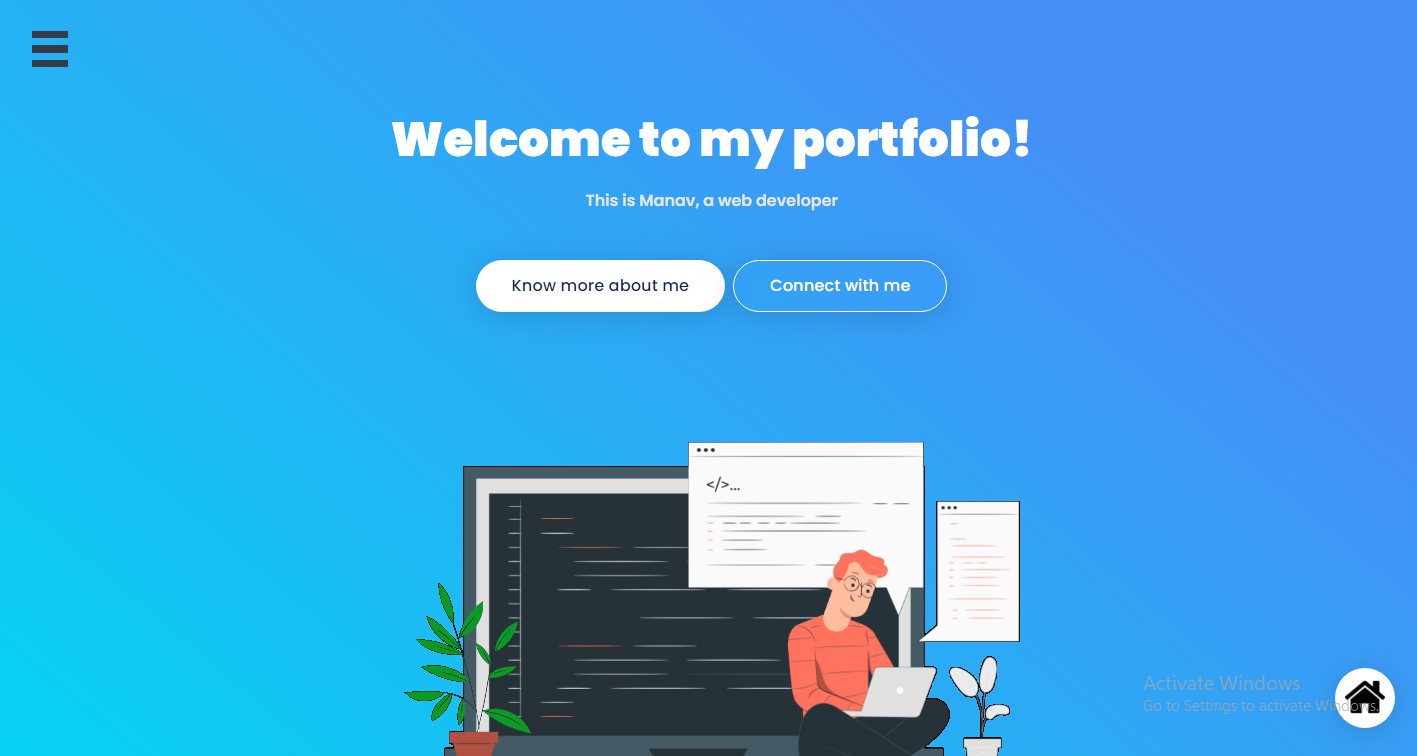 Welcome to my portfolio!
This is Manav, a web developer
Know more about me
Connect with me
</>...
Activate Windows
Go to Settings to activate Windows.